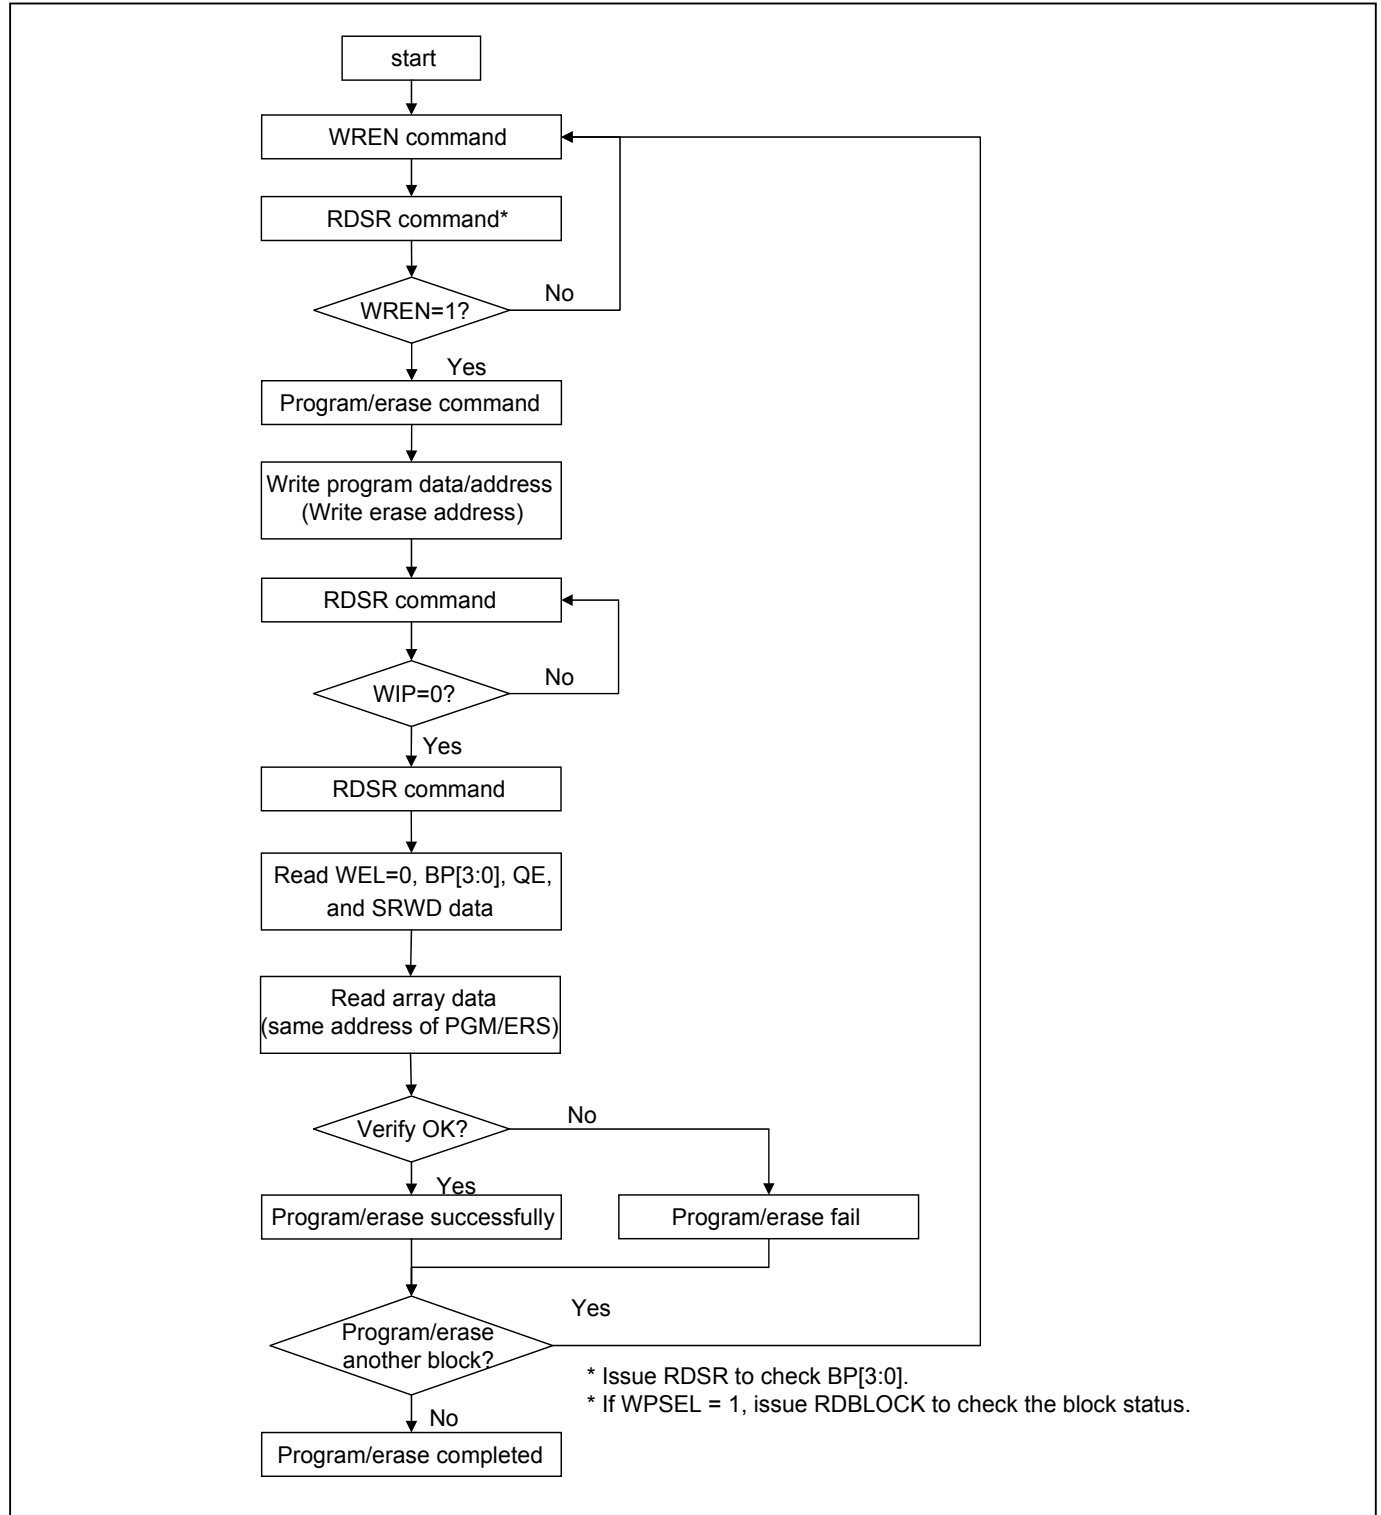 start
WREN command
RDSR command*
WREN=1?
No
Yes
Program/erase command
Write program data/address
(Write erase address)
RDSR command
WIP=0?
No
Yes
RDSR command
Read WEL=0, BP[3:0], QE,
and SRWD data
Read array data
(same address of PGM/ERS)
Verify OK?
No
Yes
Program/erase successfully
Program/erase fail
Yes
Program/erase
another block?
* Issue RDSR to check BP[3:0].
* If WPSEL = 1, issue RDBLOCK to check the block status.
No
Program/erase completed